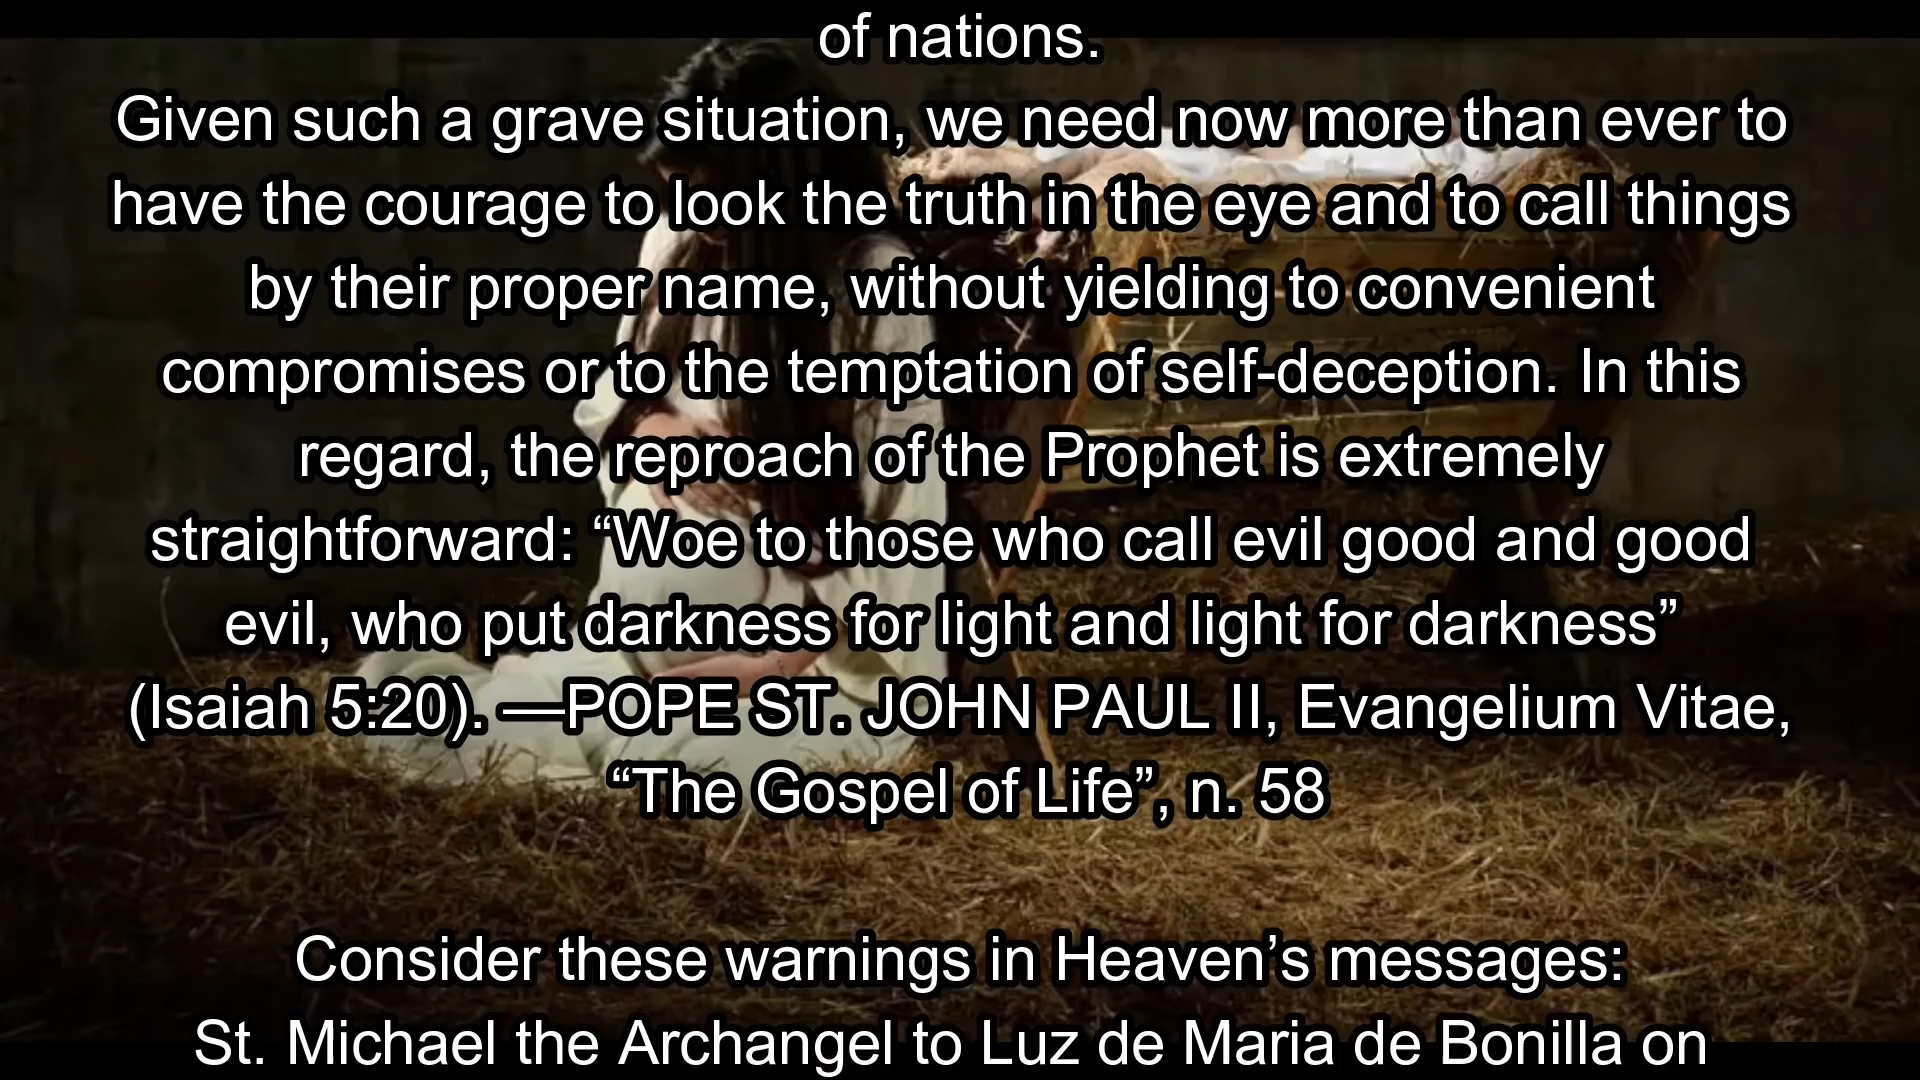 of nations.
Given such a grave situation, we need now more than ever to
have the courage to look the truth in the eye and to call things
by their proper name, without yielding to convenient
compromises or to the temptation of self-deception. In this
regard, the reproach of the Prophet is extremely
straightforward: “Woe to those who call evil good and good
evil, who put darkness for light and light for darkness”
(Isaiah 5:20). —POPE ST. JOHN PAUL II, Evangelium Vitae,
“The Gospel of Life”, n. 58
Consider these warnings in Heaven’s messages:
St. Michael the Archangel to Luz de Maria de Bonilla on